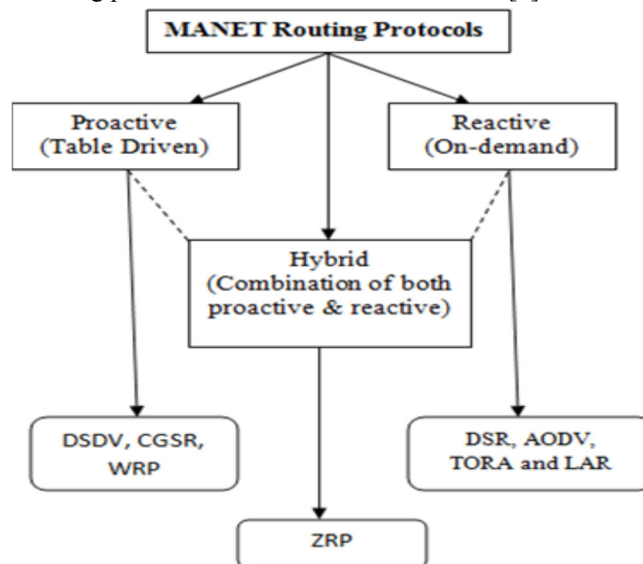 MANET Routing Protocols
Proactive
(Table Driven)
Reactive
(On-demand)
Hybrid
(Combination of both
proactive & reactive)
DSDV, CGSR,
WRP
DSR, AODV,
TORA and LAR
ZRP